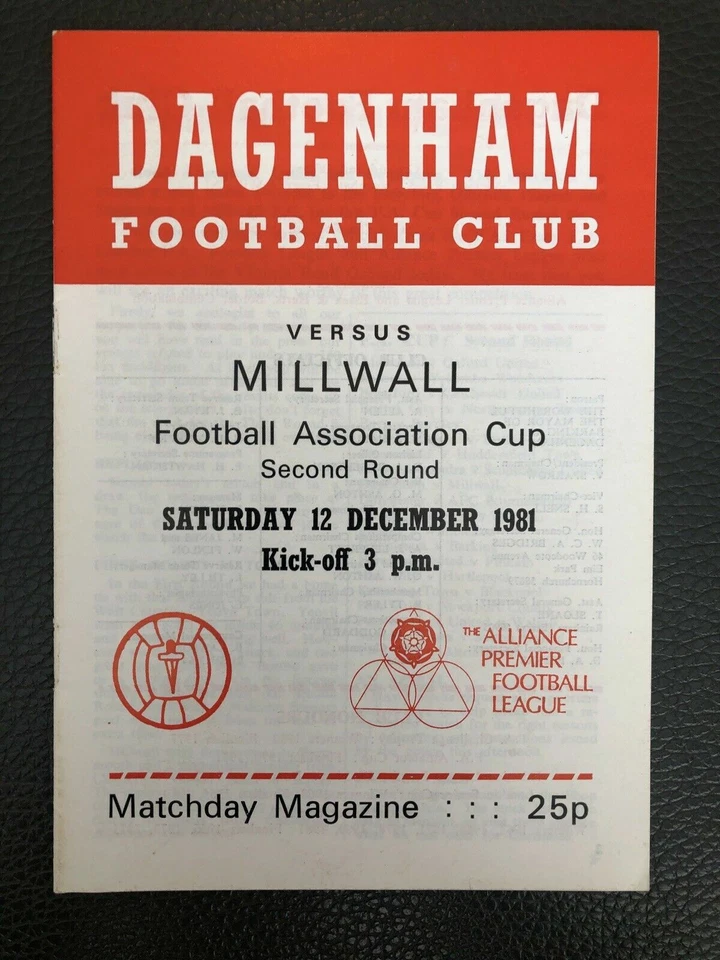 DAGENHAM
FOOTBALL CLUB
VERSUS
MILLWALL
Football Association Cup
Second Round
SATURDAY 12 DECEMBER 1981
Kick-off 3 p.m.
THE ALLIANCE
PREMIER
FOOTBALL
LEAGUE
Matchday Magazine : : : 25p